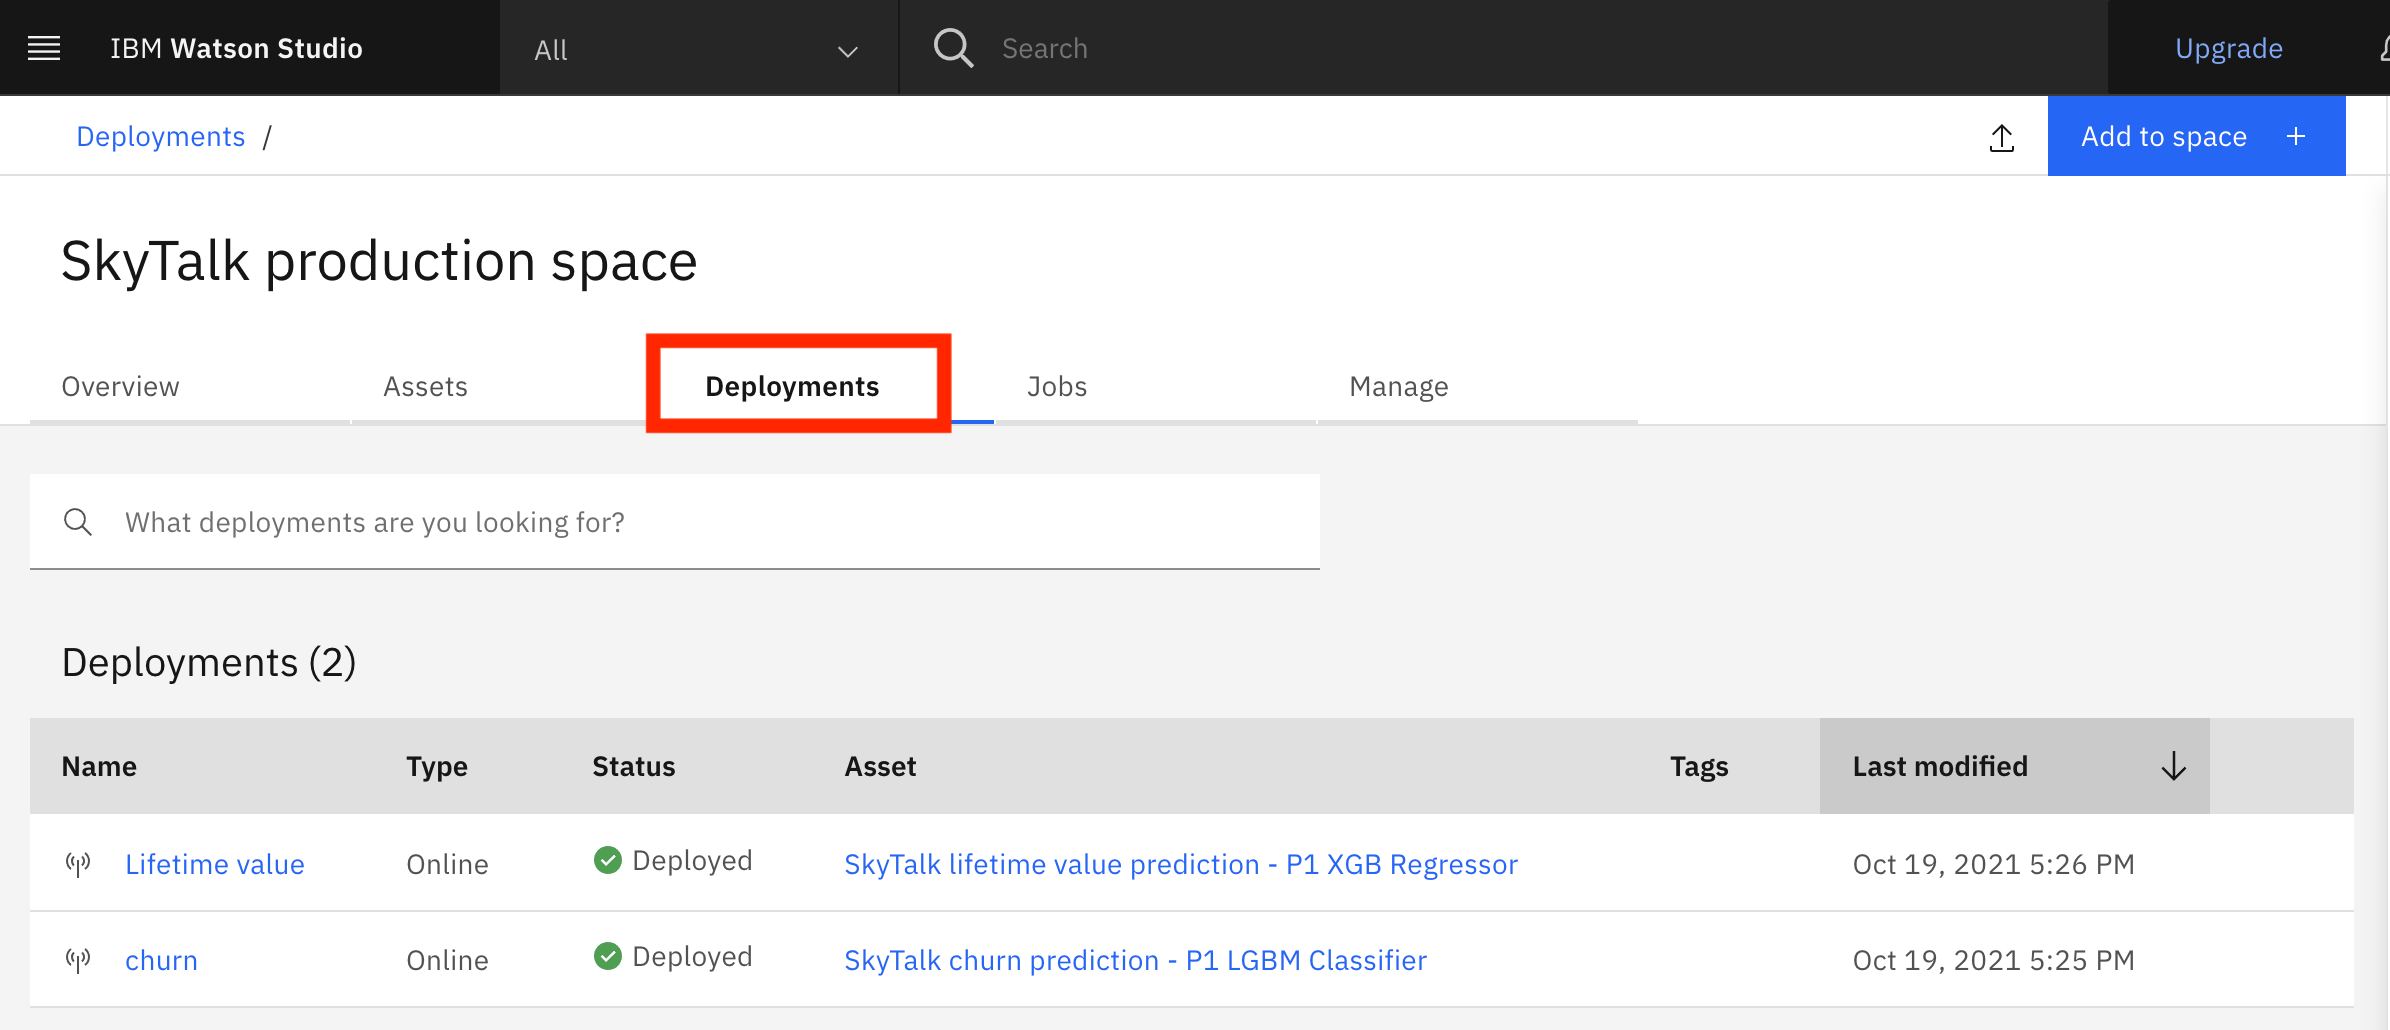 IBM Watson Studio All Search Upgrade
Deployments / Add to space +
SkyTalk production space
Overview Assets Deployments Jobs Manage
What deployments are you looking for?
Deployments (2)
Name Type Status Asset Tags Last modified
Lifetime value Online Deployed SkyTalk lifetime value prediction - P1 XGB Regressor Oct 19, 2021 5:26 PM
churn Online Deployed SkyTalk churn prediction - P1 LGBM Classifier Oct 19, 2021 5:25 PM